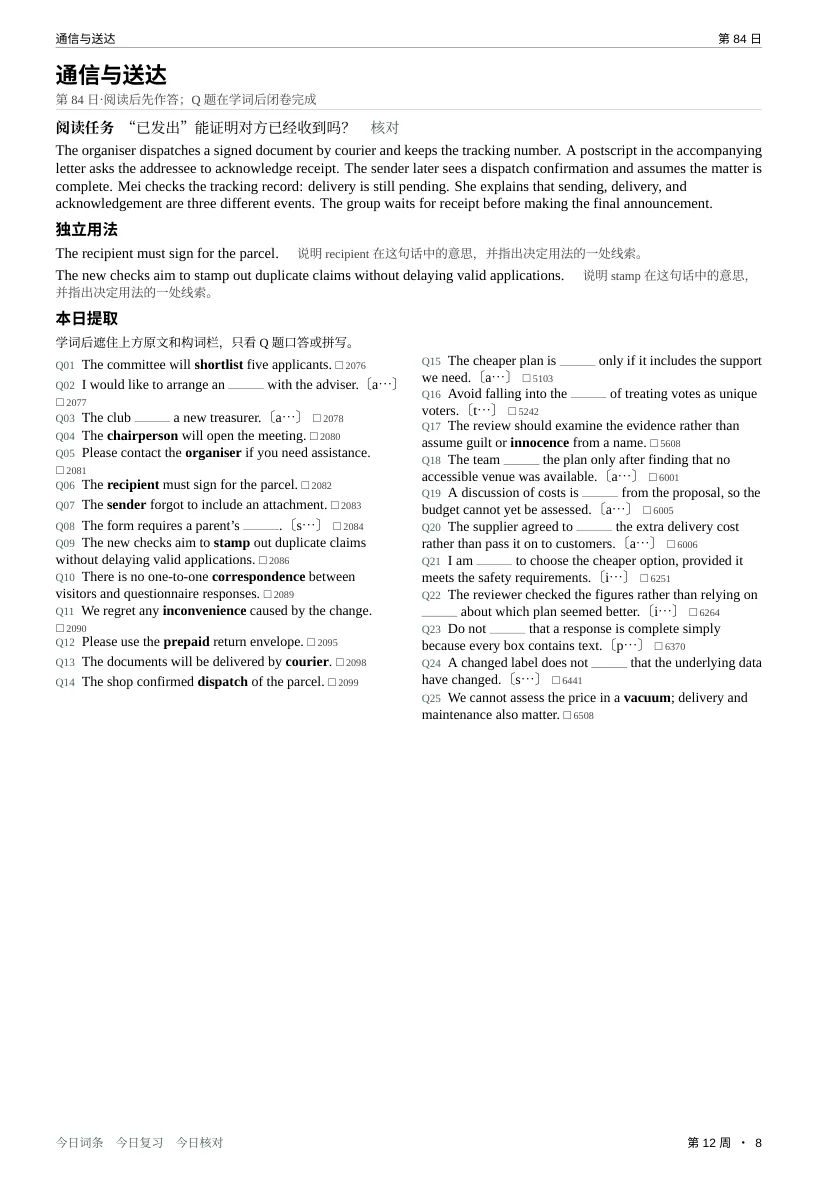 通信与送达 第 84 日
通信与送达
第 84 日·阅读后先作答；Q 题在学词后闭卷完成
阅读任务 “已发出”能证明对方已经收到吗？ 核对
The organiser dispatches a signed document by courier and keeps the tracking number. A postscript in the accompanying
letter asks the addressee to acknowledge receipt. The sender later sees a dispatch confirmation and assumes the matter is
complete. Mei checks the tracking record: delivery is still pending. She explains that sending, delivery, and
acknowledgement are three different events. The group waits for receipt before making the final announcement.
独立用法
The recipient must sign for the parcel. 说明 recipient 在这句话中的意思，并指出决定用法的一处线索。
The new checks aim to stamp out duplicate claims without delaying valid applications. 说明 stamp 在这句话中的意思，
并指出决定用法的一处线索。
本日提取
学词后遮住上方原文和构词栏，只看 Q 题口答或拼写。
Q01 The committee will shortlist five applicants. □ 2076
Q02 I would like to arrange an _____ with the adviser.〔a…〕
□ 2077
Q03 The club _____ a new treasurer.〔a…〕 □ 2078
Q04 The chairperson will open the meeting. □ 2080
Q05 Please contact the organiser if you need assistance.
□ 2081
Q06 The recipient must sign for the parcel. □ 2082
Q07 The sender forgot to include an attachment. □ 2083
Q08 The form requires a parent’s _____.〔s…〕 □ 2084
Q09 The new checks aim to stamp out duplicate claims
without delaying valid applications. □ 2086
Q10 There is no one-to-one correspondence between
visitors and questionnaire responses. □ 2089
Q11 We regret any inconvenience caused by the change.
□ 2090
Q12 Please use the prepaid return envelope. □ 2095
Q13 The documents will be delivered by courier. □ 2098
Q14 The shop confirmed dispatch of the parcel. □ 2099
Q15 The cheaper plan is _____ only if it includes the support
we need.〔a…〕 □ 5103
Q16 Avoid falling into the _____ of treating votes as unique
voters.〔t…〕 □ 5242
Q17 The review should examine the evidence rather than
assume guilt or innocence from a name. □ 5608
Q18 The team _____ the plan only after finding that no
accessible venue was available.〔a…〕 □ 6001
Q19 A discussion of costs is _____ from the proposal, so the
budget cannot yet be assessed.〔a…〕 □ 6005
Q20 The supplier agreed to _____ the extra delivery cost
rather than pass it on to customers.〔a…〕 □ 6006
Q21 I am _____ to choose the cheaper option, provided it
meets the safety requirements.〔i…〕 □ 6251
Q22 The reviewer checked the figures rather than relying on
_____ about which plan seemed better.〔i…〕 □ 6264
Q23 Do not _____ that a response is complete simply
because every box contains text.〔p…〕 □ 6370
Q24 A changed label does not _____ that the underlying data
have changed.〔s…〕 □ 6441
Q25 We cannot assess the price in a vacuum; delivery and
maintenance also matter. □ 6508
今日词条 今日复习 今日核对 第 12 周 · 8